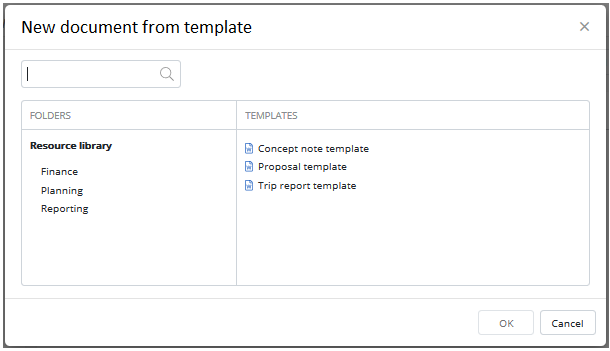 New document from template
FOLDERS
TEMPLATES
Resource library
Finance
Planning
Reporting
Concept note template
Proposal template
Trip report template
OK
Cancel